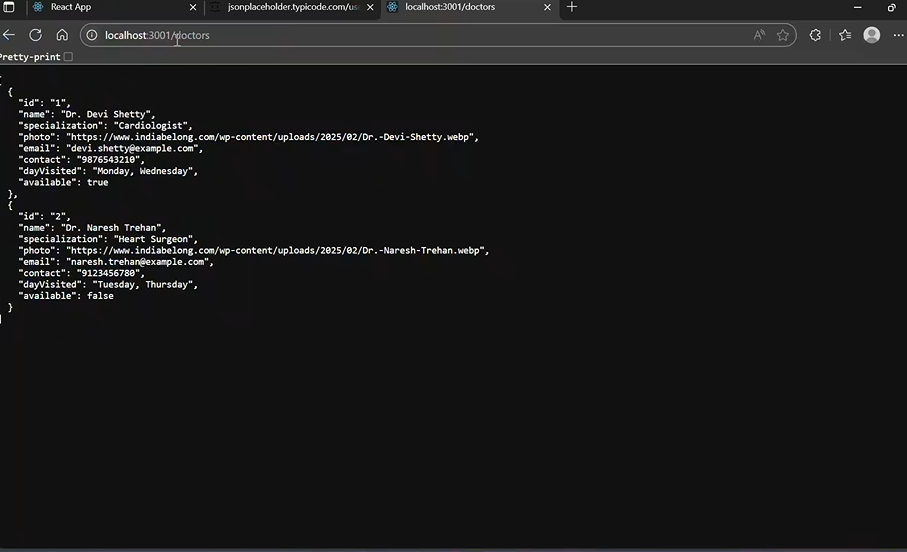 React App
jsonplaceholder.typicode.com/us
localhost:3001/doctors
localhost:3001/doctors
Pretty-print
[
{
"id": "1",
"name": "Dr. Devi Shetty",
"specialization": "Cardiologist",
"photo": "https://www.indiabelong.com/wp-content/uploads/2025/02/Dr.-Devi-Shetty.webp",
"email": "devi.shetty@example.com",
"contact": "9876543210",
"dayVisited": "Monday, Wednesday",
"available": true
},
{
"id": "2",
"name": "Dr. Naresh Trehan",
"specialization": "Heart Surgeon",
"photo": "https://www.indiabelong.com/wp-content/uploads/2025/02/Dr.-Naresh-Trehan.webp",
"email": "naresh.trehan@example.com",
"contact": "9123456780",
"dayVisited": "Tuesday, Thursday",
"available": false
}
]